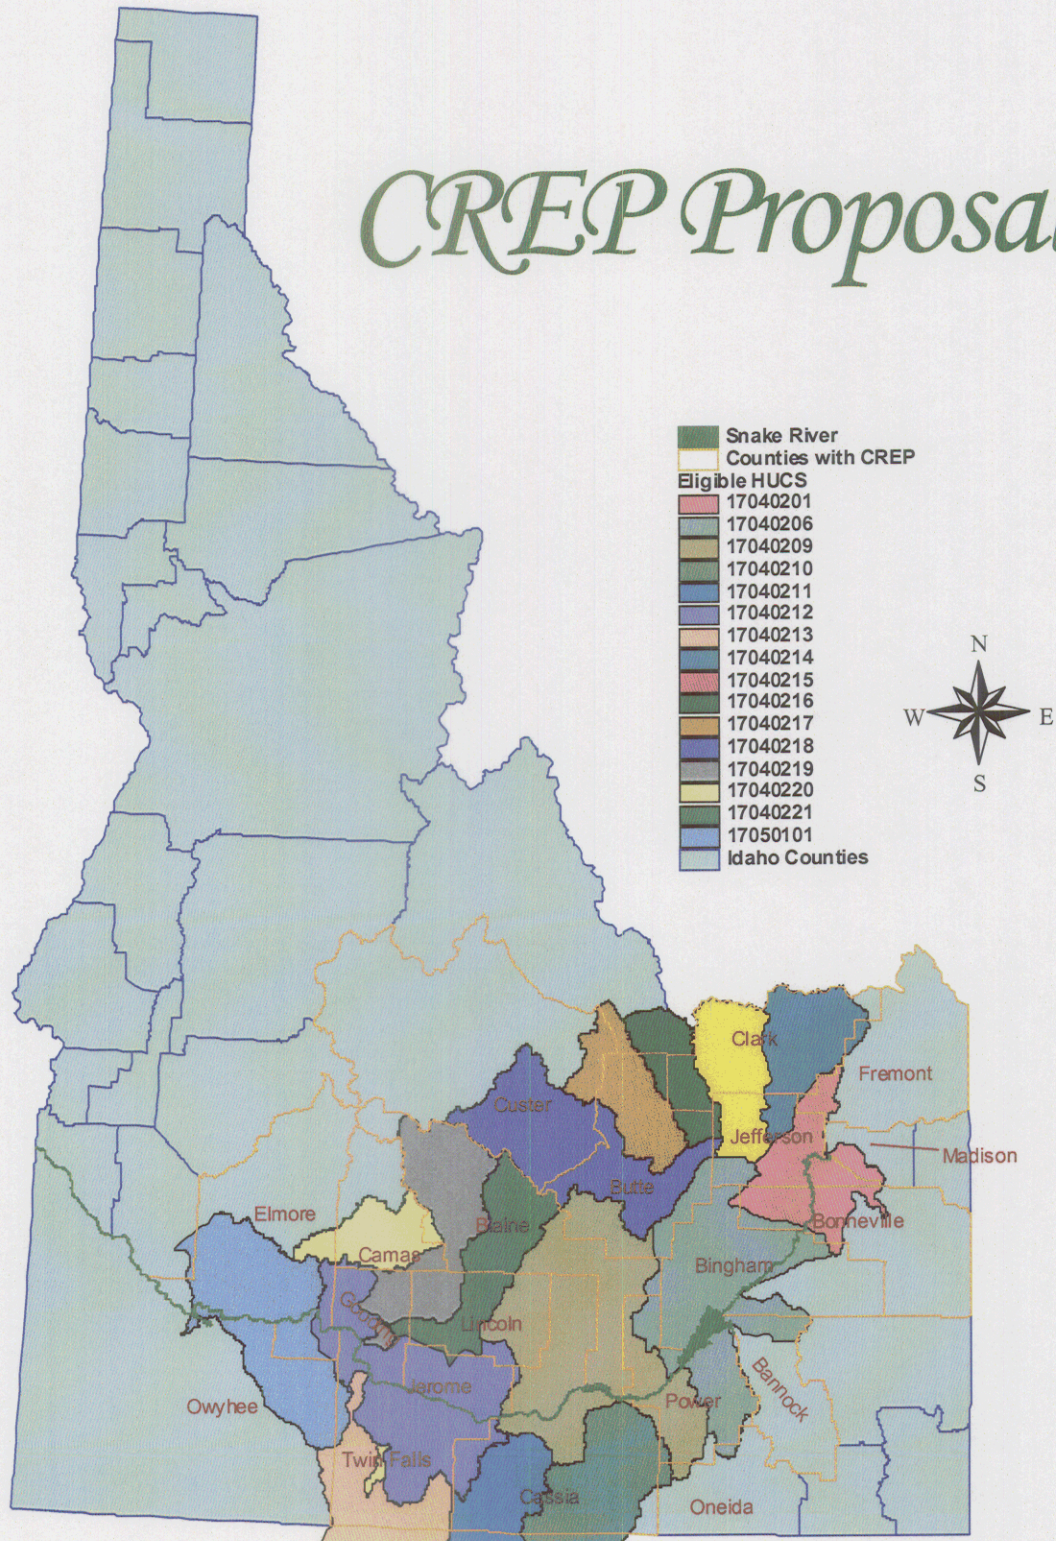 CREP Proposal
Snake River
Counties with CREP
Eligible HUCS
17040201
17040206
17040209
17040210
17040211
17040212
17040213
17040214
17040215
17040216
17040217
17040218
17040219
17040220
17040221
17050101
Idaho Counties
N
W E
S
Clark
Fremont
Custer
Jefferson
Madison
Butte
Elmore
Blaine
Bonneville
Camas
Bingham
Gooding
Lincoln
Jerome
Bannock
Power
Owyhee
Twin Falls
Cassia
Oneida